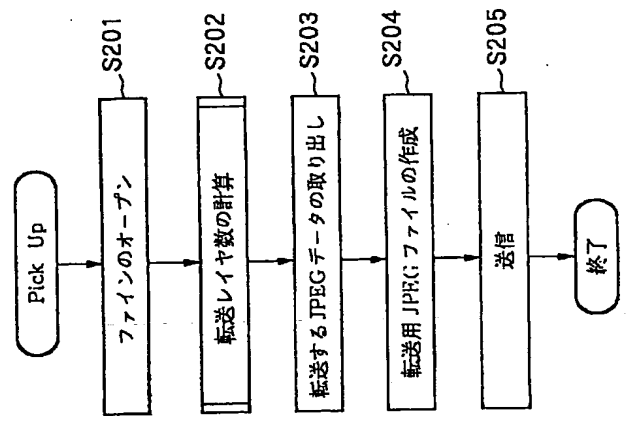 Pick Up
S201
ファインのオープン
S202
転送レイヤ数の計算
S203
転送するJPEGデータの取り出し
S204
転送用JPEGファイルの作成
S205
送信
終了